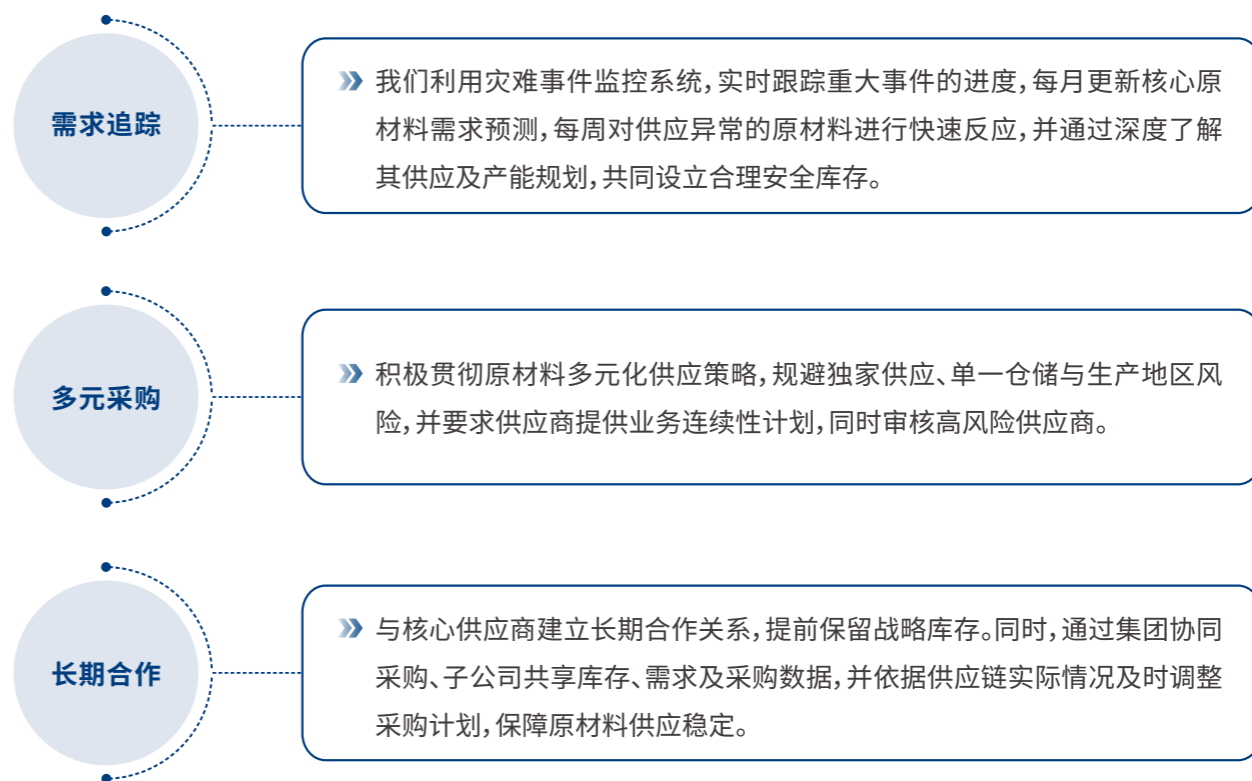 需求追踪
我们利用灾难事件监控系统，实时跟踪重大事件的进度，每月更新核心原
材料需求预测，每周对供应异常的原材料进行快速反应，并通过深度了解
其供应及产能规划，共同设立合理安全库存。
多元采购
积极贯彻原材料多元化供应策略，规避独家供应、单一仓储与生产地区风
险，并要求供应商提供业务连续性计划，同时审核高风险供应商。
长期合作
与核心供应商建立长期合作关系，提前保留战略库存。同时，通过集团协同
采购、子公司共享库存、需求及采购数据，并依据供应链实际情况及时调整
采购计划，保障原材料供应稳定。